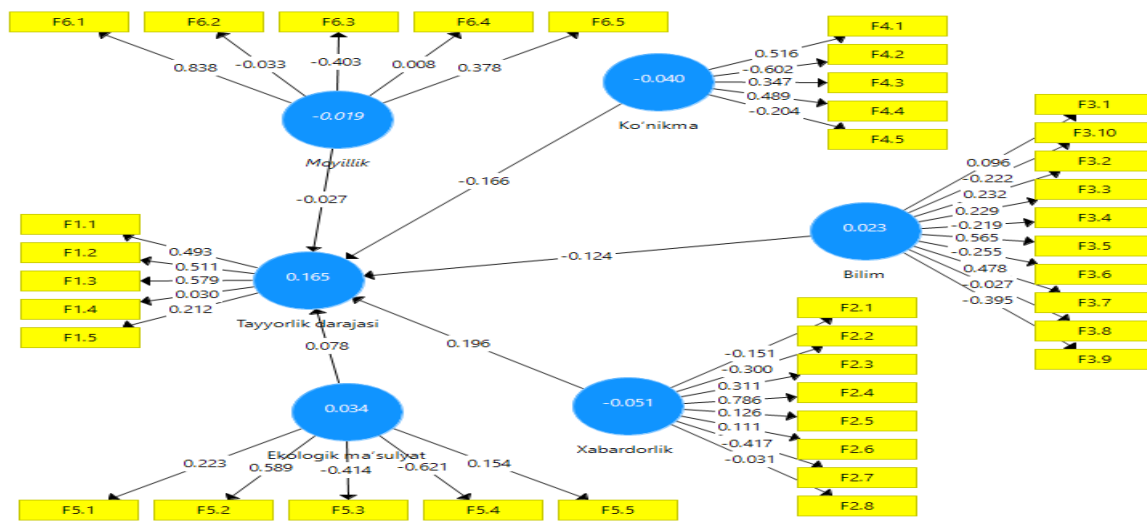 F6.1 F6.2 F6.3 F6.4 F6.5
0.838 -0.033 -0.403 0.008 0.378
-0.019
Moyillik
-0.027
F4.1
F4.2
F4.3
F4.4
F4.5
0.516
-0.602
0.347
0.489
-0.204
-0.040
Ko'nikma
-0.166
F3.1
F3.10
F3.2
F3.3
F3.4
F3.5
F3.6
F3.7
F3.8
F3.9
0.096
-0.222
0.232
0.229
-0.219
0.565
-0.255
0.478
-0.027
-0.395
0.023
Bilim
-0.124
F1.1
F1.2
F1.3
F1.4
F1.5
0.493
0.511
0.579
0.030
0.212
0.165
Tayyorlik darajasi
0.078
0.196
F2.1
F2.2
F2.3
F2.4
F2.5
F2.6
F2.7
F2.8
-0.151
-0.300
0.311
0.786
0.126
0.111
-0.417
-0.031
-0.051
Xabardorlik
0.034
Ekologik ma'sulyat
0.223 0.589 -0.414 -0.621 0.154
F5.1 F5.2 F5.3 F5.4 F5.5